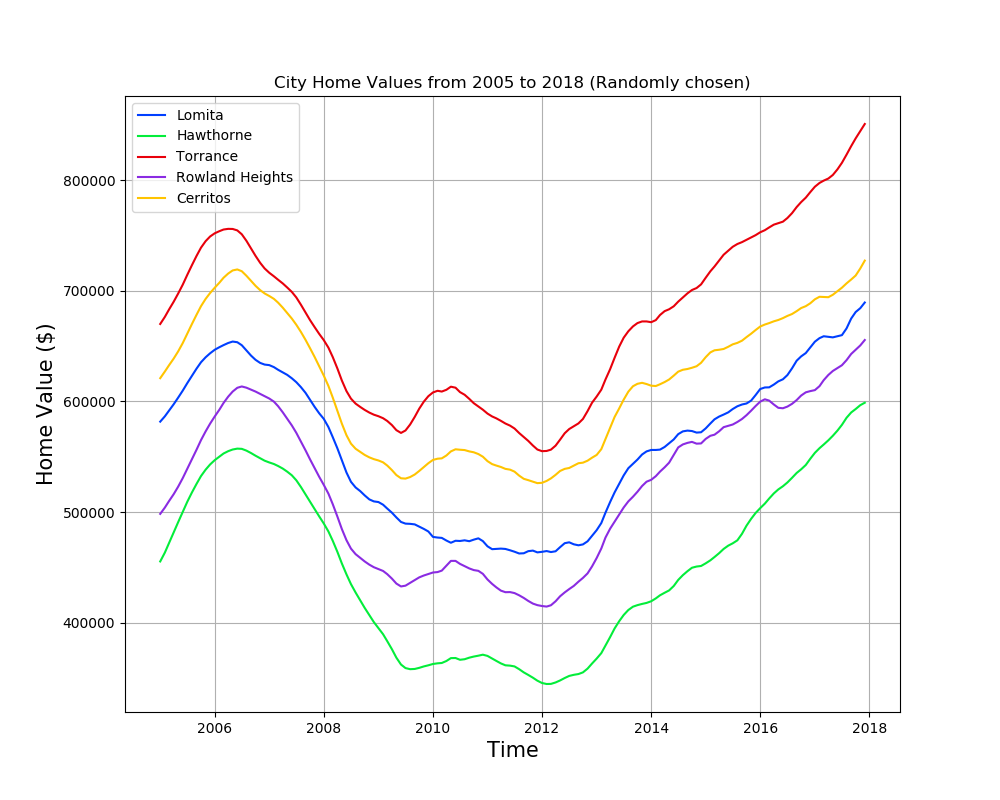 City Home Values from 2005 to 2018 (Randomly chosen)
Lomita
Hawthorne
Torrance
Rowland Heights
Cerritos
Home Value ($)
800000
700000
600000
500000
400000
2006 2008 2010 2012 2014 2016 2018
Time